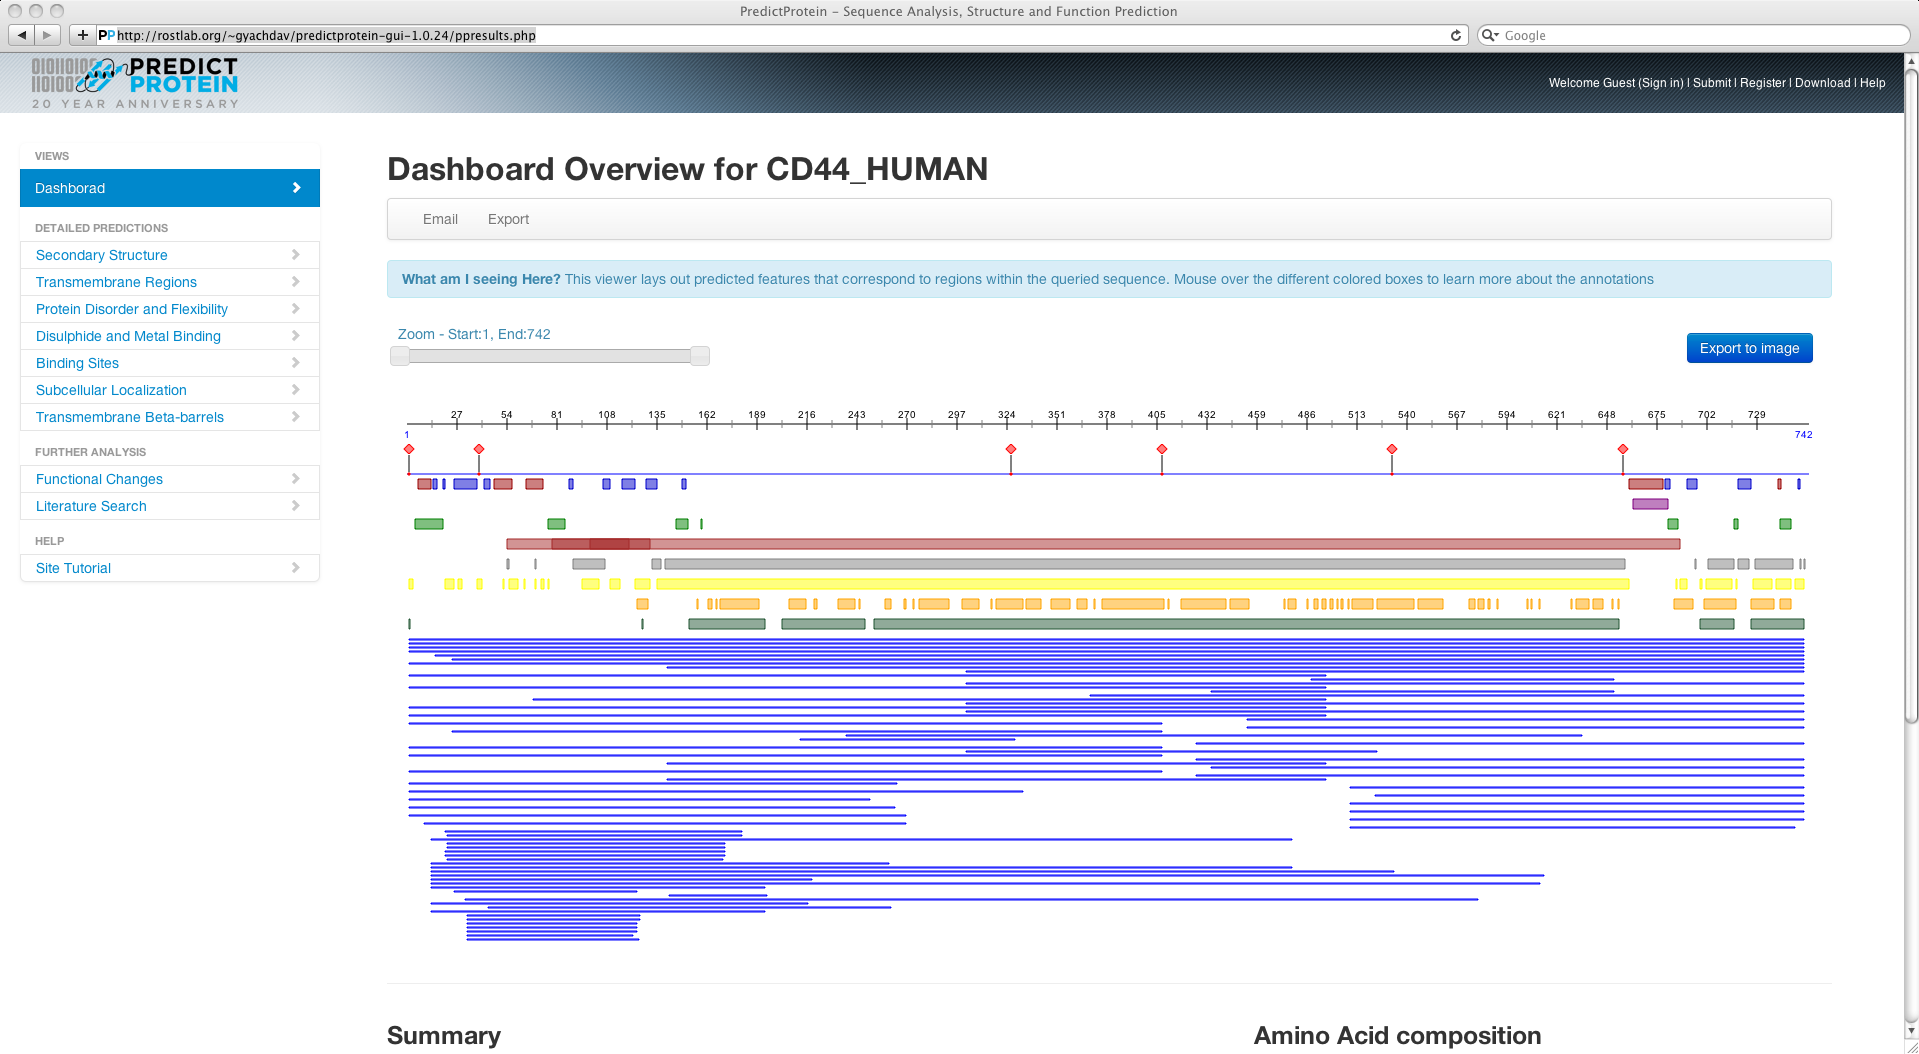 PredictProtein – Sequence Analysis, Structure and Function Prediction
PP http://rostlab.org/~gyachdav/predictprotein-gui-1.0.24/ppresults.php
Google
PREDICT
PROTEIN
20 YEAR ANNIVERSARY
Welcome Guest (Sign in) | Submit | Register | Download | Help
VIEWS
Dashborad
DETAILED PREDICTIONS
Secondary Structure
Transmembrane Regions
Protein Disorder and Flexibility
Disulphide and Metal Binding
Binding Sites
Subcellular Localization
Transmembrane Beta-barrels
FURTHER ANALYSIS
Functional Changes
Literature Search
HELP
Site Tutorial
Dashboard Overview for CD44_HUMAN
Email Export
What am I seeing Here? This viewer lays out predicted features that correspond to regions within the queried sequence. Mouse over the different colored boxes to learn more about the annotations
Zoom - Start:1, End:742
Export to image
27 54 81 108 135 162 189 216 243 270 297 324 351 378 405 432 459 486 513 540 567 594 621 648 675 702 729
1 742
Summary
Amino Acid composition